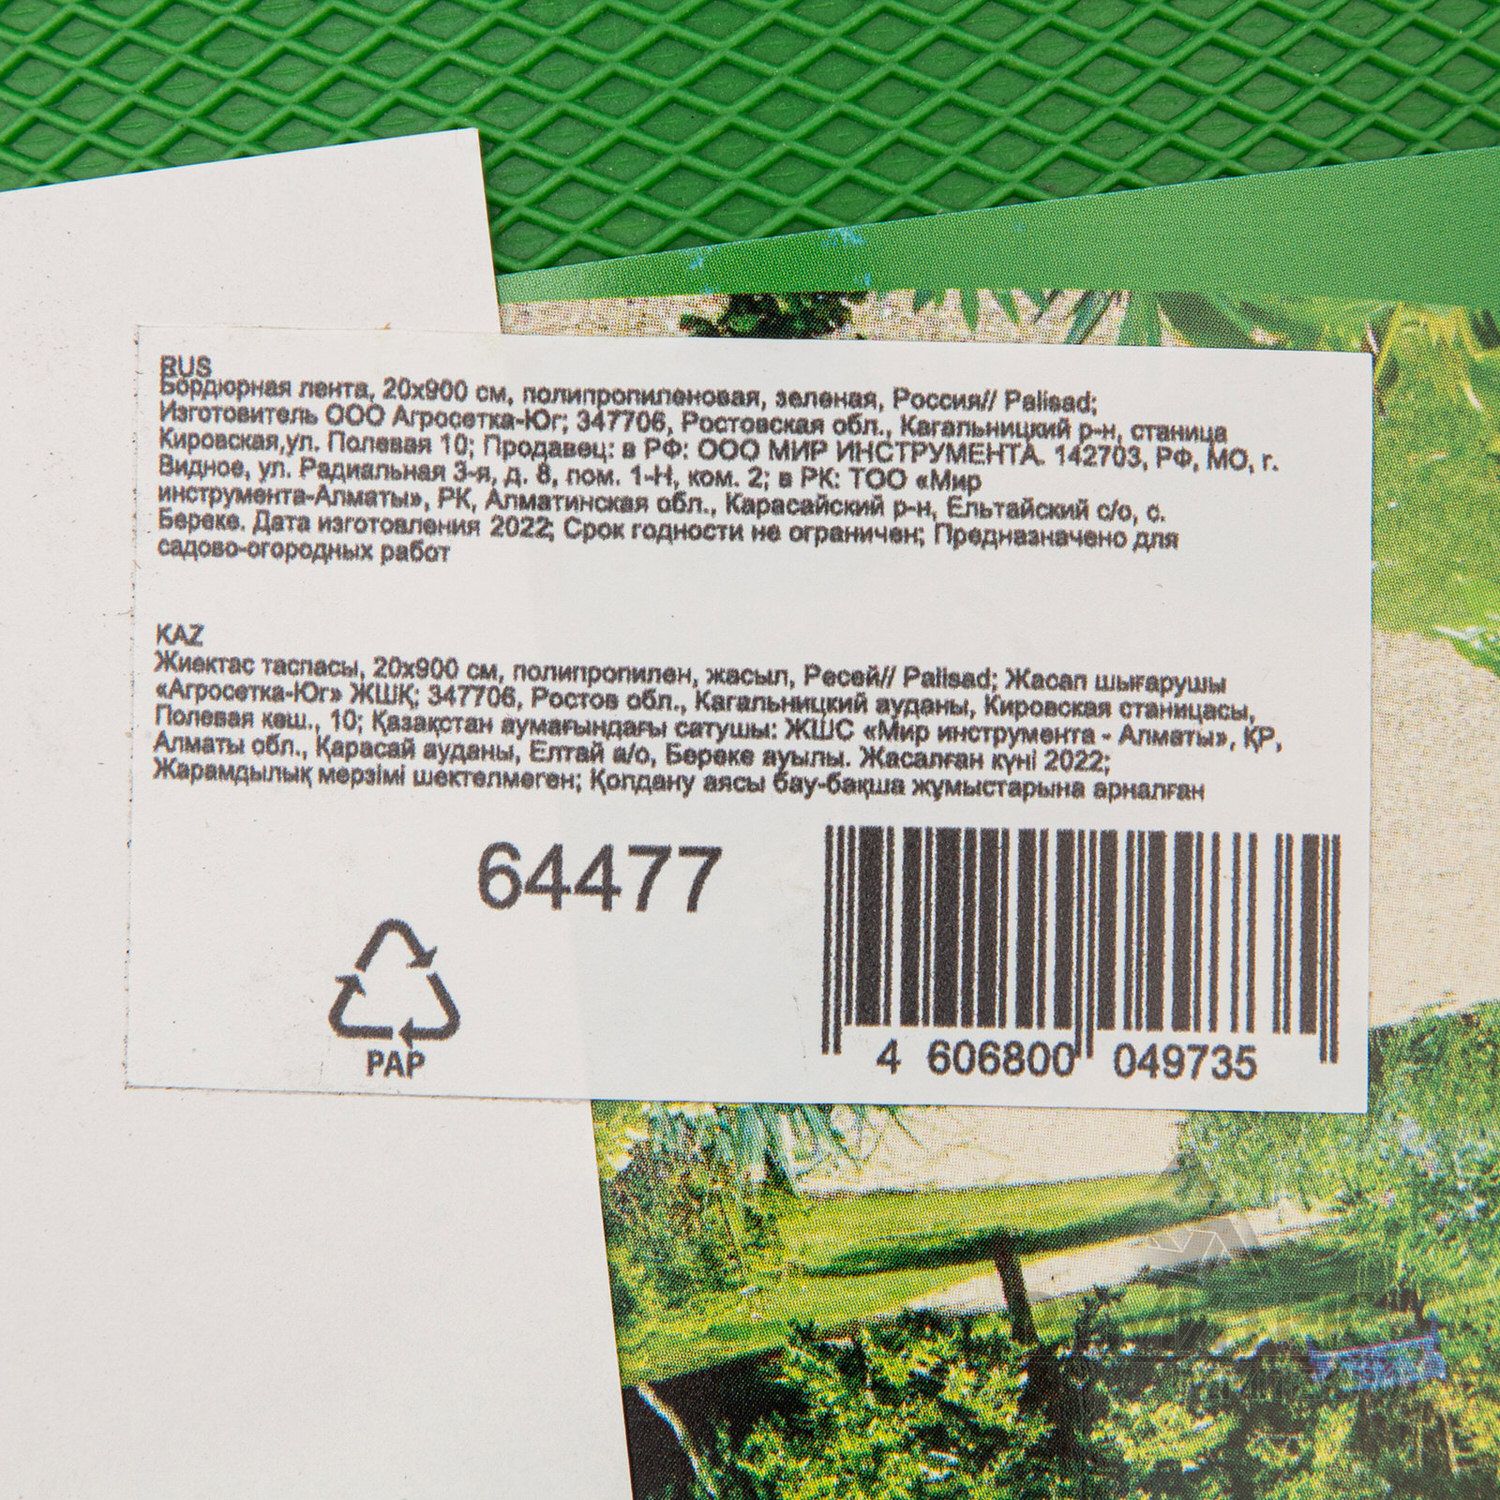 RUS
Бордюрная лента, 20х900 см, полипропиленовая, зеленая, Россия// Palisad;
Изготовитель ООО Агросетка-Юг; 347706, Ростовская обл., Кагальницкий р-н, станица
Кировская,ул. Полевая 10; Продавец: в РФ: ООО МИР ИНСТРУМЕНТА. 142703, РФ, МО, г.
Видное, ул. Радиальная 3-я, д. 8, пом. 1-Н, ком. 2; в РК: ТОО «Мир
инструмента-Алматы», РК, Алматинская обл., Карасайский р-н, Ельтайский с/о, с.
Береке. Дата изготовления 2022; Срок годности не ограничен; Предназначено для
садово-огородных работ
KAZ
Жиектас таспасы, 20х900 см, полипропилен, жасыл, Ресей// Palisad; Жасап шығарушы
«Агросетка-Юг» ЖШҚ; 347706, Ростов обл., Кагальницкий ауданы, Кировская станицасы,
Полевая көш., 10; Қазақстан аумағындағы сатушы: ЖШС «Мир инструмента - Алматы», ҚР,
Алматы обл., Қарасай ауданы, Елтай а/о, Береке ауылы. Жасалған күні 2022;
Жарамдылық мерзімі шектелмеген; Қолдану аясы бау-бақша жұмыстарына арналған
64477
PAP
4 606800 049735